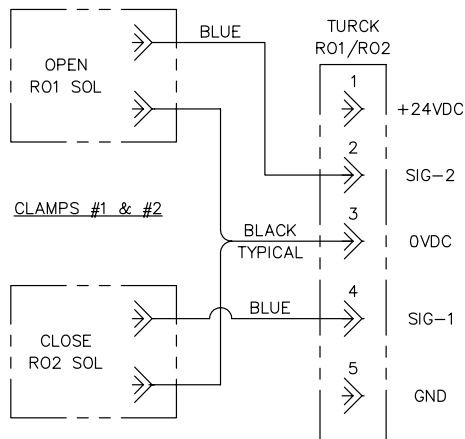 OPEN
RO1 SOL
BLUE
TURCK
RO1/RO2
1
+24VDC
2
SIG-2
CLAMPS #1 & #2
BLACK
TYPICAL
3
0VDC
CLOSE
RO2 SOL
BLUE
4
SIG-1
5
GND